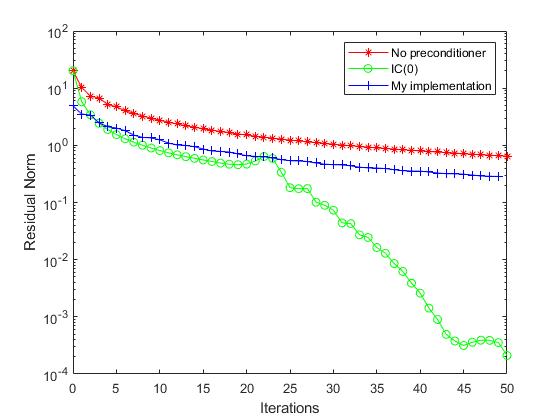 10^2
10^1
10^0
10^-1
10^-2
10^-3
10^-4
Residual Norm
No preconditioner
IC(0)
My implementation
0 5 10 15 20 25 30 35 40 45 50
Iterations